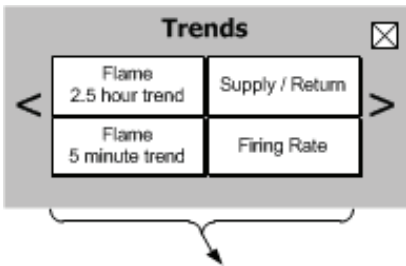 Trends
Flame
2.5 hour trend
Supply / Return
<
>
Flame
5 minute trend
Firing Rate